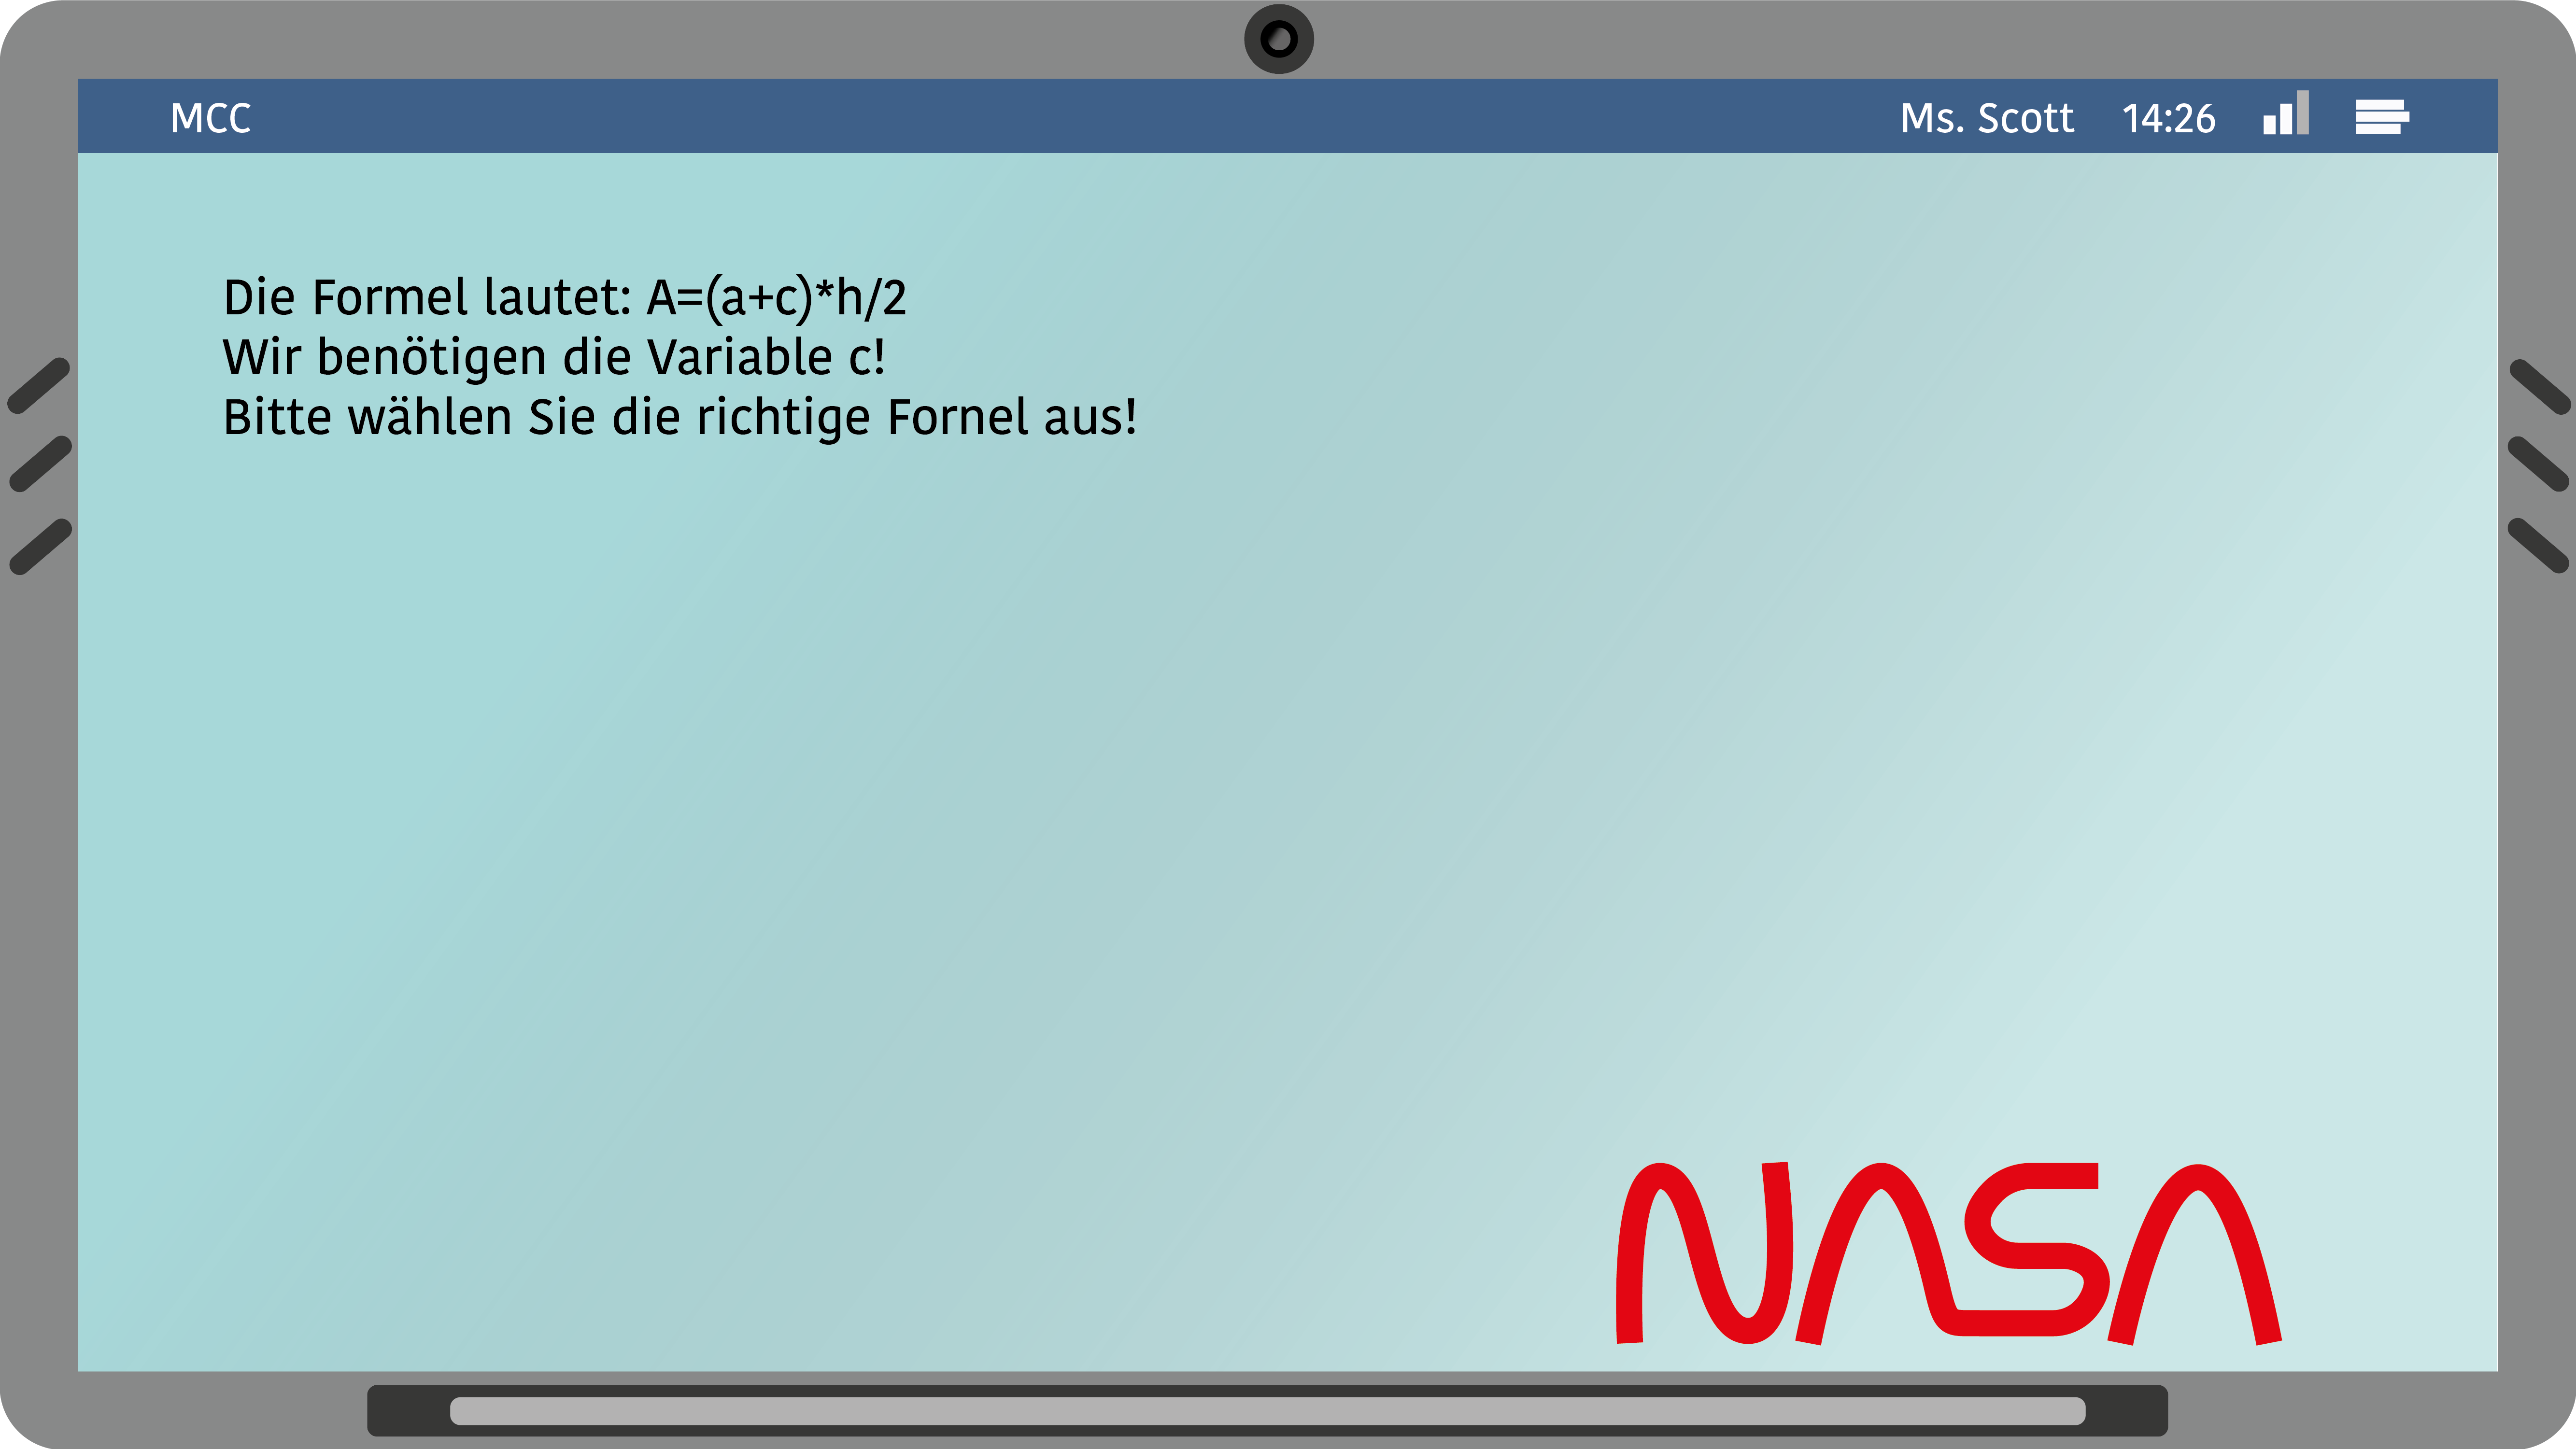 MCC
Ms. Scott 14:26
Die Formel lautet: A=(a+c)*h/2
Wir benötigen die Variable c!
Bitte wählen Sie die richtige Fornel aus!
NASA